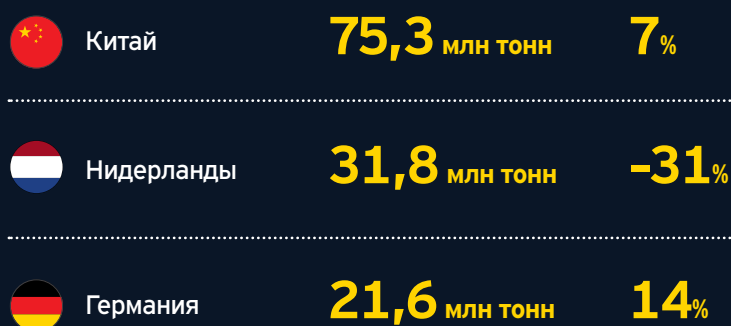 Китай 75,3 млн тонн 7%
Нидерланды 31,8 млн тонн -31%
Германия 21,6 млн тонн 14%